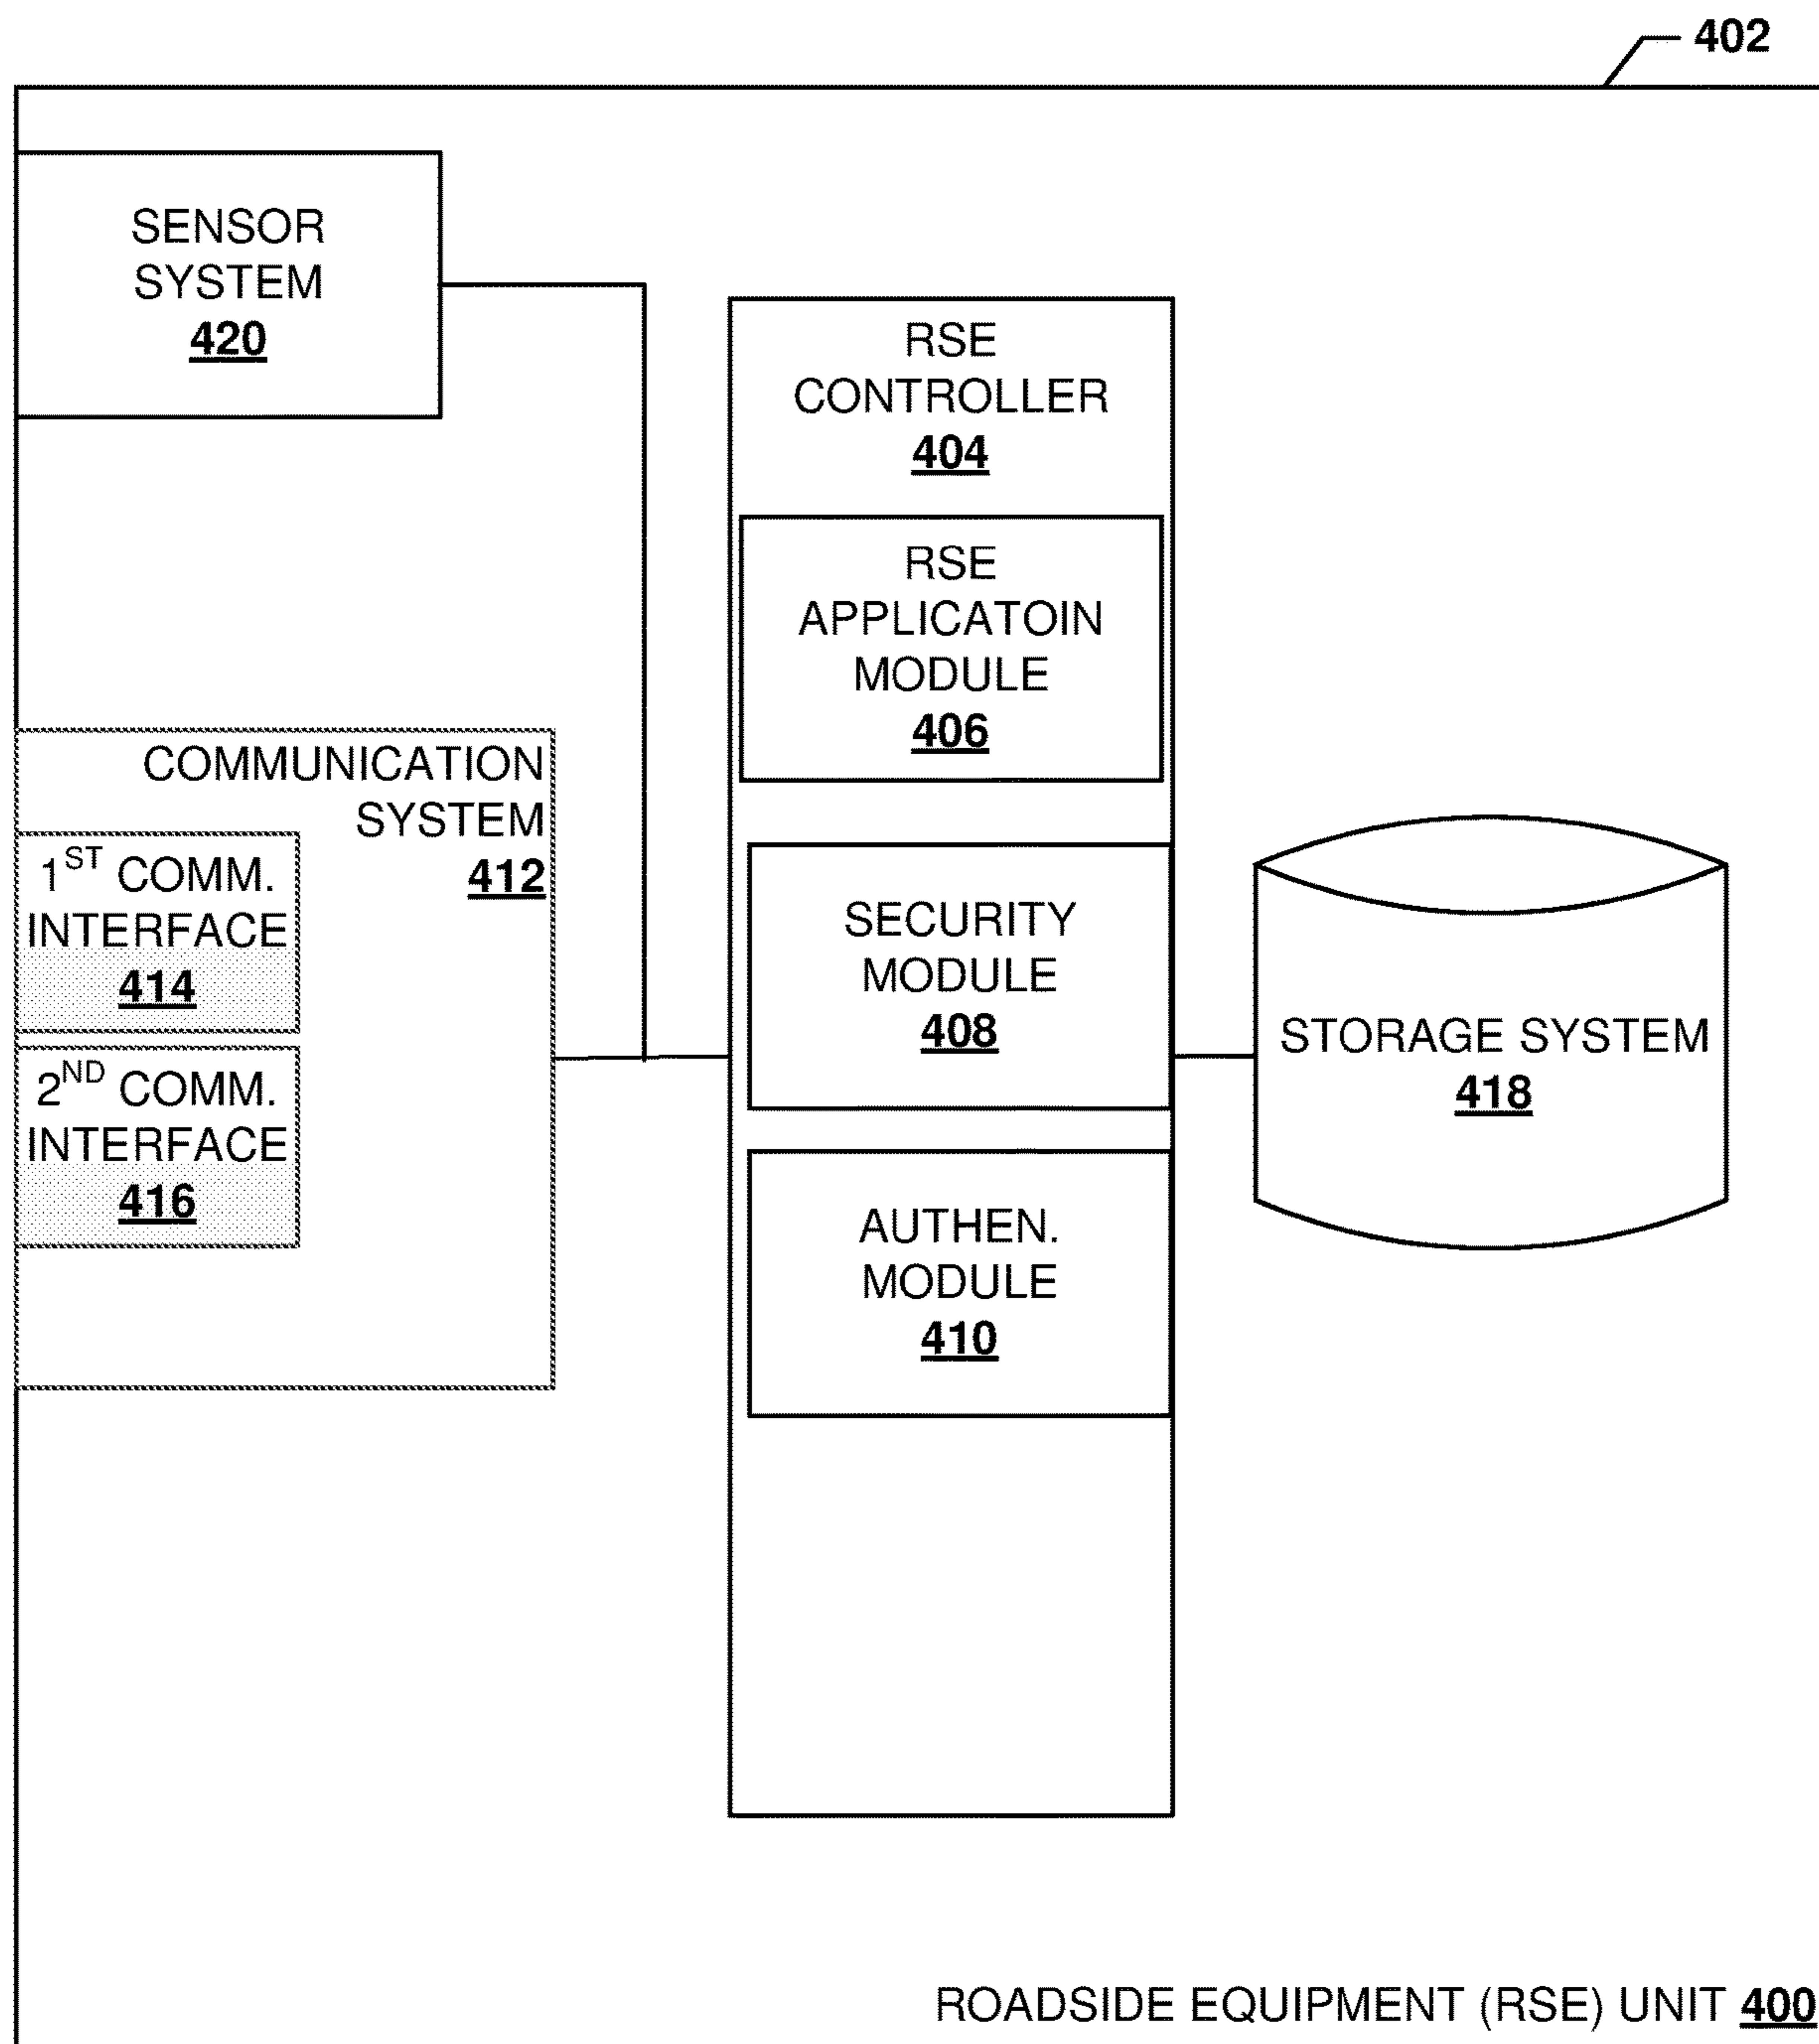 402
SENSOR
SYSTEM
420
RSE
CONTROLLER
404
RSE
APPLICATOIN
MODULE
406
COMMUNICATION
SYSTEM
412
1ST COMM.
INTERFACE
414
2ND COMM.
INTERFACE
416
SECURITY
MODULE
408
AUTHEN.
MODULE
410
STORAGE SYSTEM
418
ROADSIDE EQUIPMENT (RSE) UNIT 400